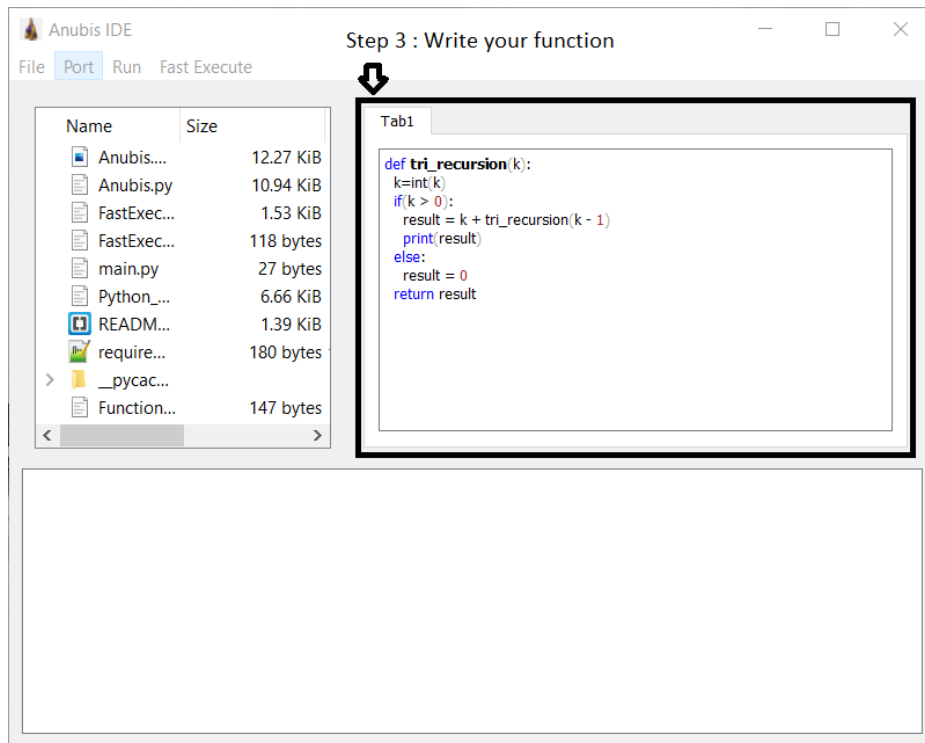 Anubis IDE
Step 3 : Write your function
File Port Run Fast Execute
Name Size
Anubis.... 12.27 KiB
Anubis.py 10.94 KiB
FastExec... 1.53 KiB
FastExec... 118 bytes
main.py 27 bytes
Python_... 6.66 KiB
READM... 1.39 KiB
require... 180 bytes
__pycac...
Function... 147 bytes
Tab1
def tri_recursion(k):
k=int(k)
if(k > 0):
result = k + tri_recursion(k - 1)
print(result)
else:
result = 0
return result